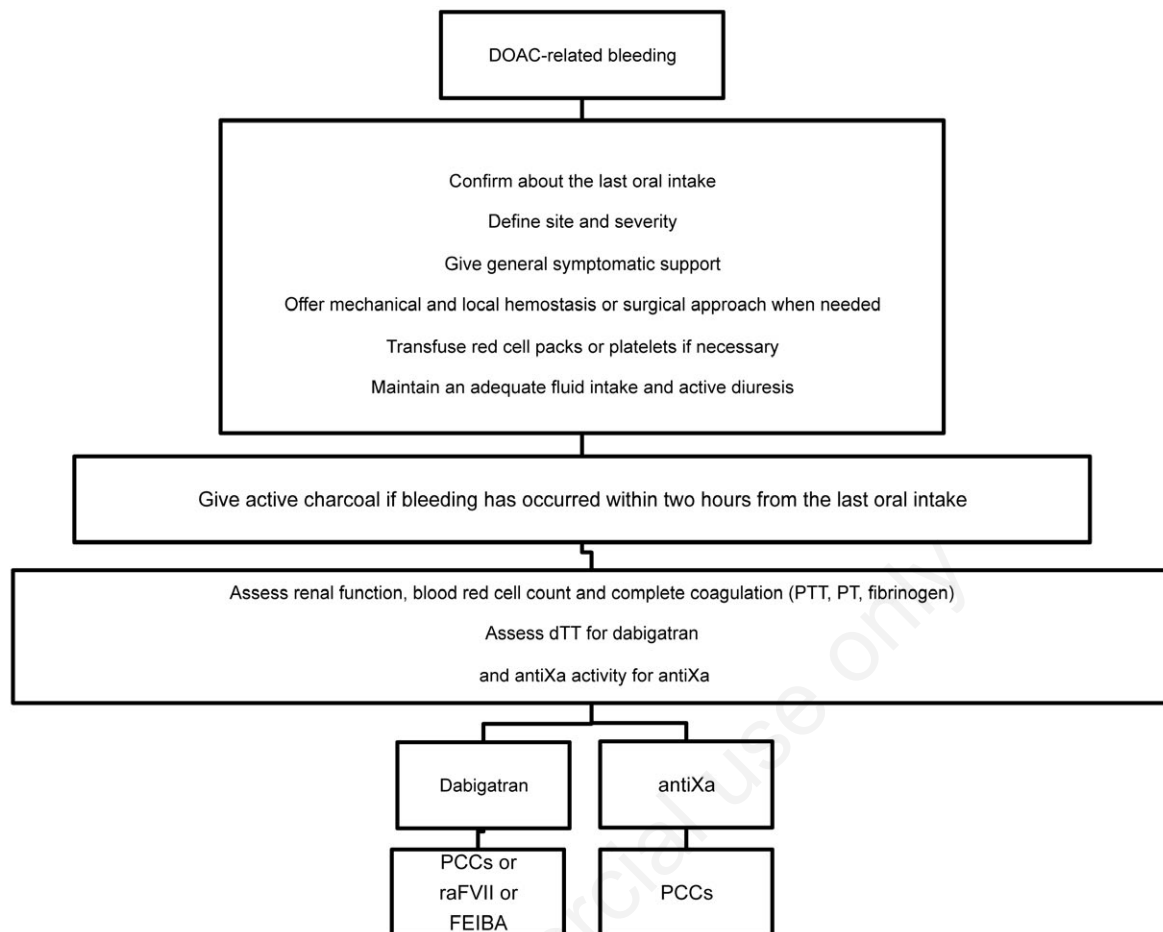 DOAC-related bleeding
Confirm about the last oral intake
Define site and severity
Give general symptomatic support
Offer mechanical and local hemostasis or surgical approach when needed
Transfuse red cell packs or platelets if necessary
Maintain an adequate fluid intake and active diuresis
Give active charcoal if bleeding has occurred within two hours from the last oral intake
Assess renal function, blood red cell count and complete coagulation (PTT, PT, fibrinogen)
Assess dTT for dabigatran
and antiXa activity for antiXa
Dabigatran
antiXa
PCCs or
raFVII or
FEIBA
PCCs
use only